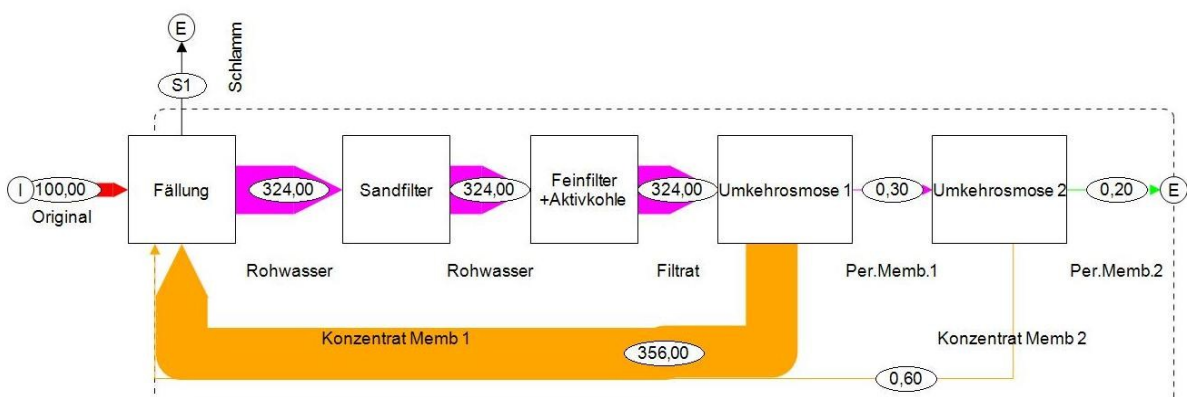 E
Schlamm
S1
I
100,00
Original
Fällung
324,00
Sandfilter
324,00
Feinfilter
+Aktivkohle
324,00
Umkehrosmose 1
0,30
Umkehrosmose 2
0,20
E
Rohwasser
Rohwasser
Filtrat
Per.Memb.1
Per.Memb.2
Konzentrat Memb 1
Konzentrat Memb 2
356,00
0,60